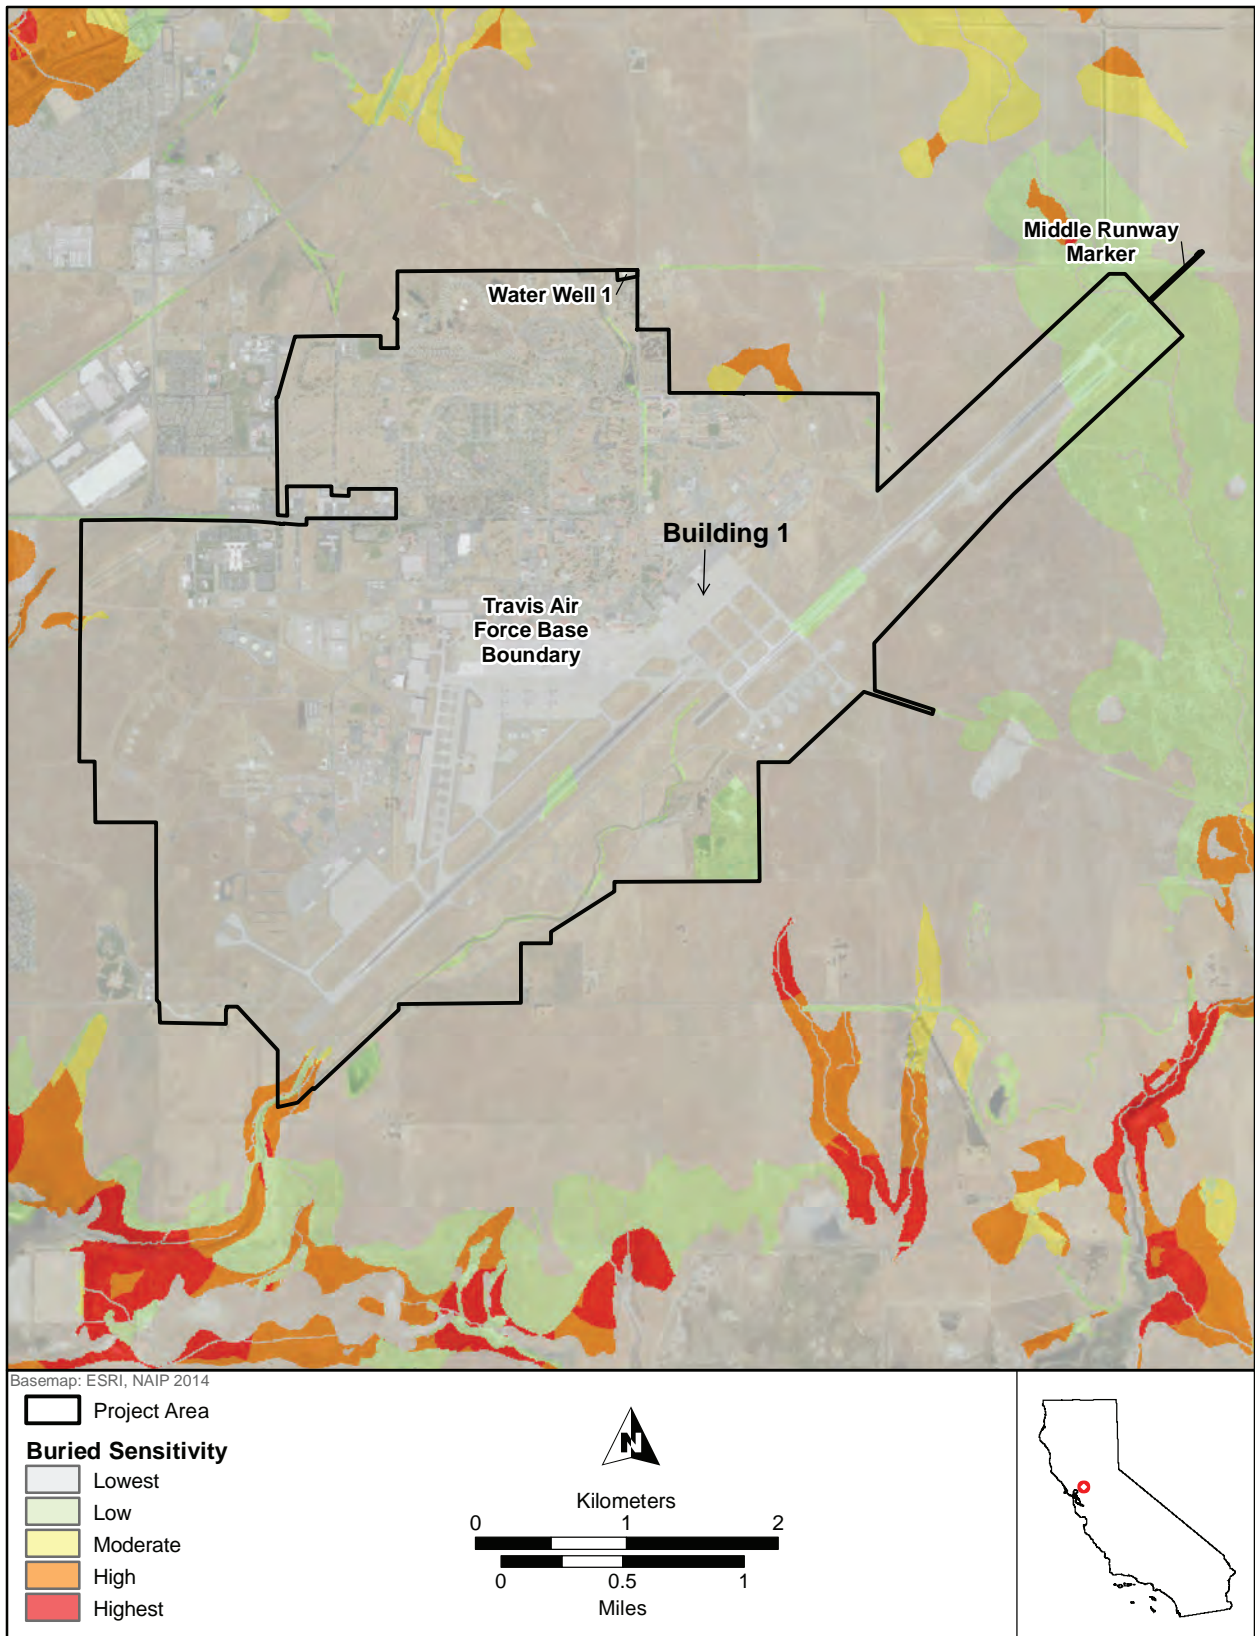 Middle Runway
Marker
Water Well 1
Building 1
Travis Air
Force Base
Boundary
Basemap: ESRI, NAIP 2014
Project Area
Buried Sensitivity
Lowest
Low
Moderate
High
Highest
N
Kilometers
0 1 2
0 0.5 1
Miles